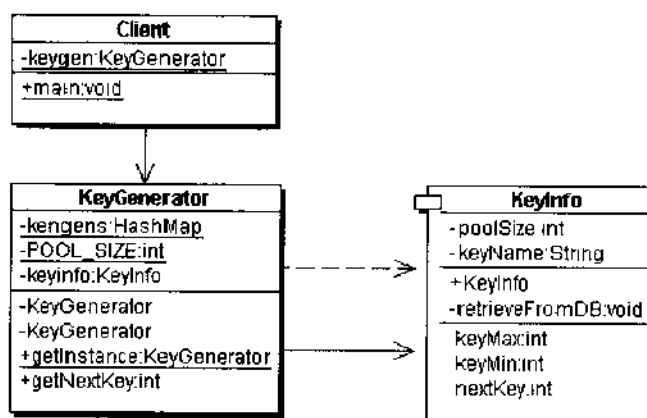 Client
-keygen:KeyGenerator
+main:void
KeyGenerator
-kengens:HashMap
-POOL_SIZE:int
-keyinfo:KeyInfo
-KeyGenerator
-KeyGenerator
+getInstance:KeyGenerator
+getNextKey:int
KeyInfo
-poolSize:int
-keyName:String
+KeyInfo
-retrieveFromDB:void
keyMax:int
keyMin:int
nextKey:int